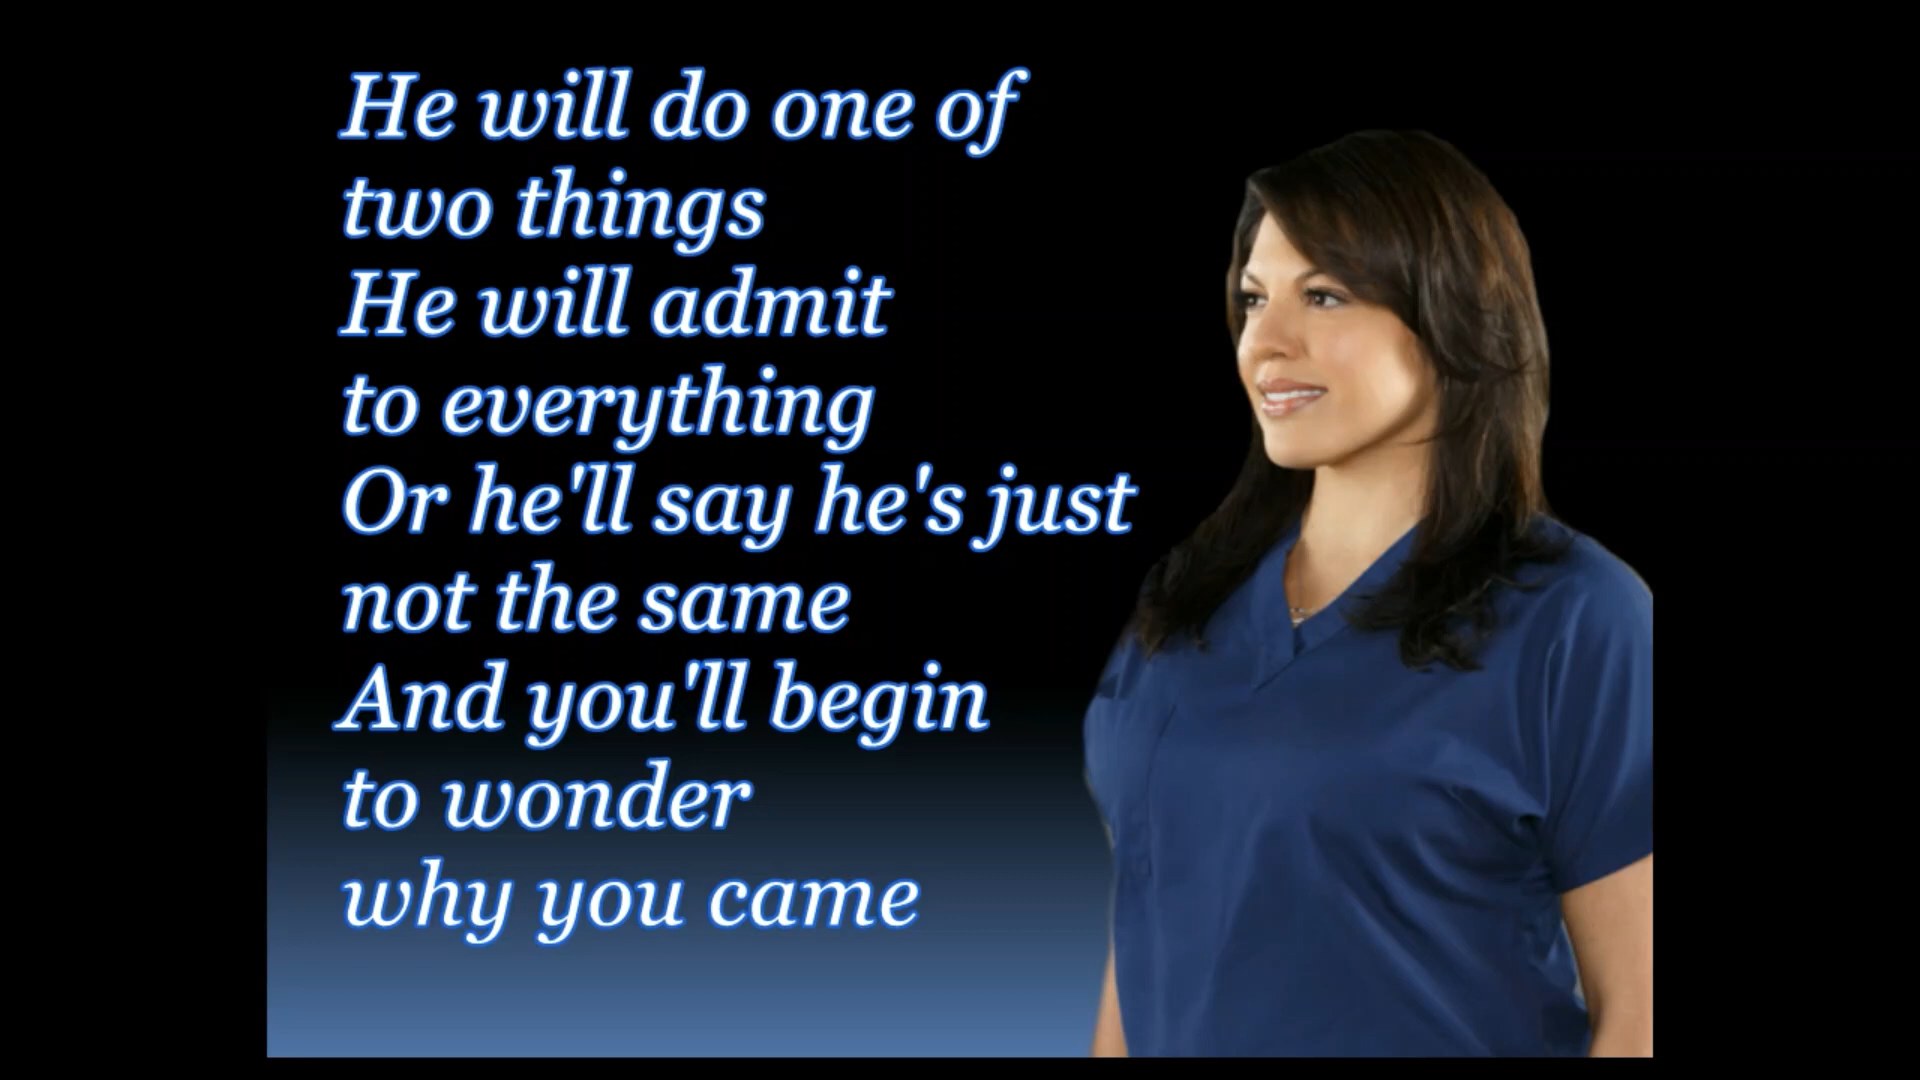 He will do one of
two things
He will admit
to everything
Or he'll say he's just
not the same
And you'll begin
to wonder
why you came